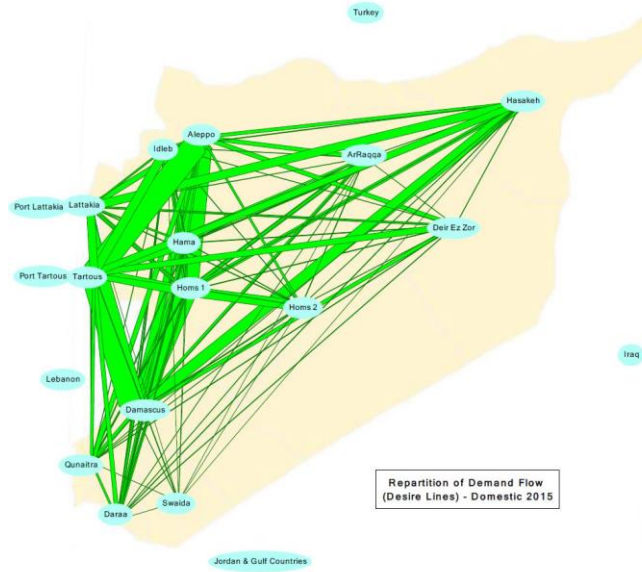 Turkey
Hasakeh
Aleppo
Idleb
ArRaqqa
Port Lattakia
Lattakia
Deir Ez Zor
Hama
Port Tartous
Tartous
Homs 1
Homs 2
Iraq
Lebanon
Damascus
Qunaitra
Swaida
Daraa
Repartition of Demand Flow
(Desire Lines) - Domestic 2015
Jordan & Gulf Countries